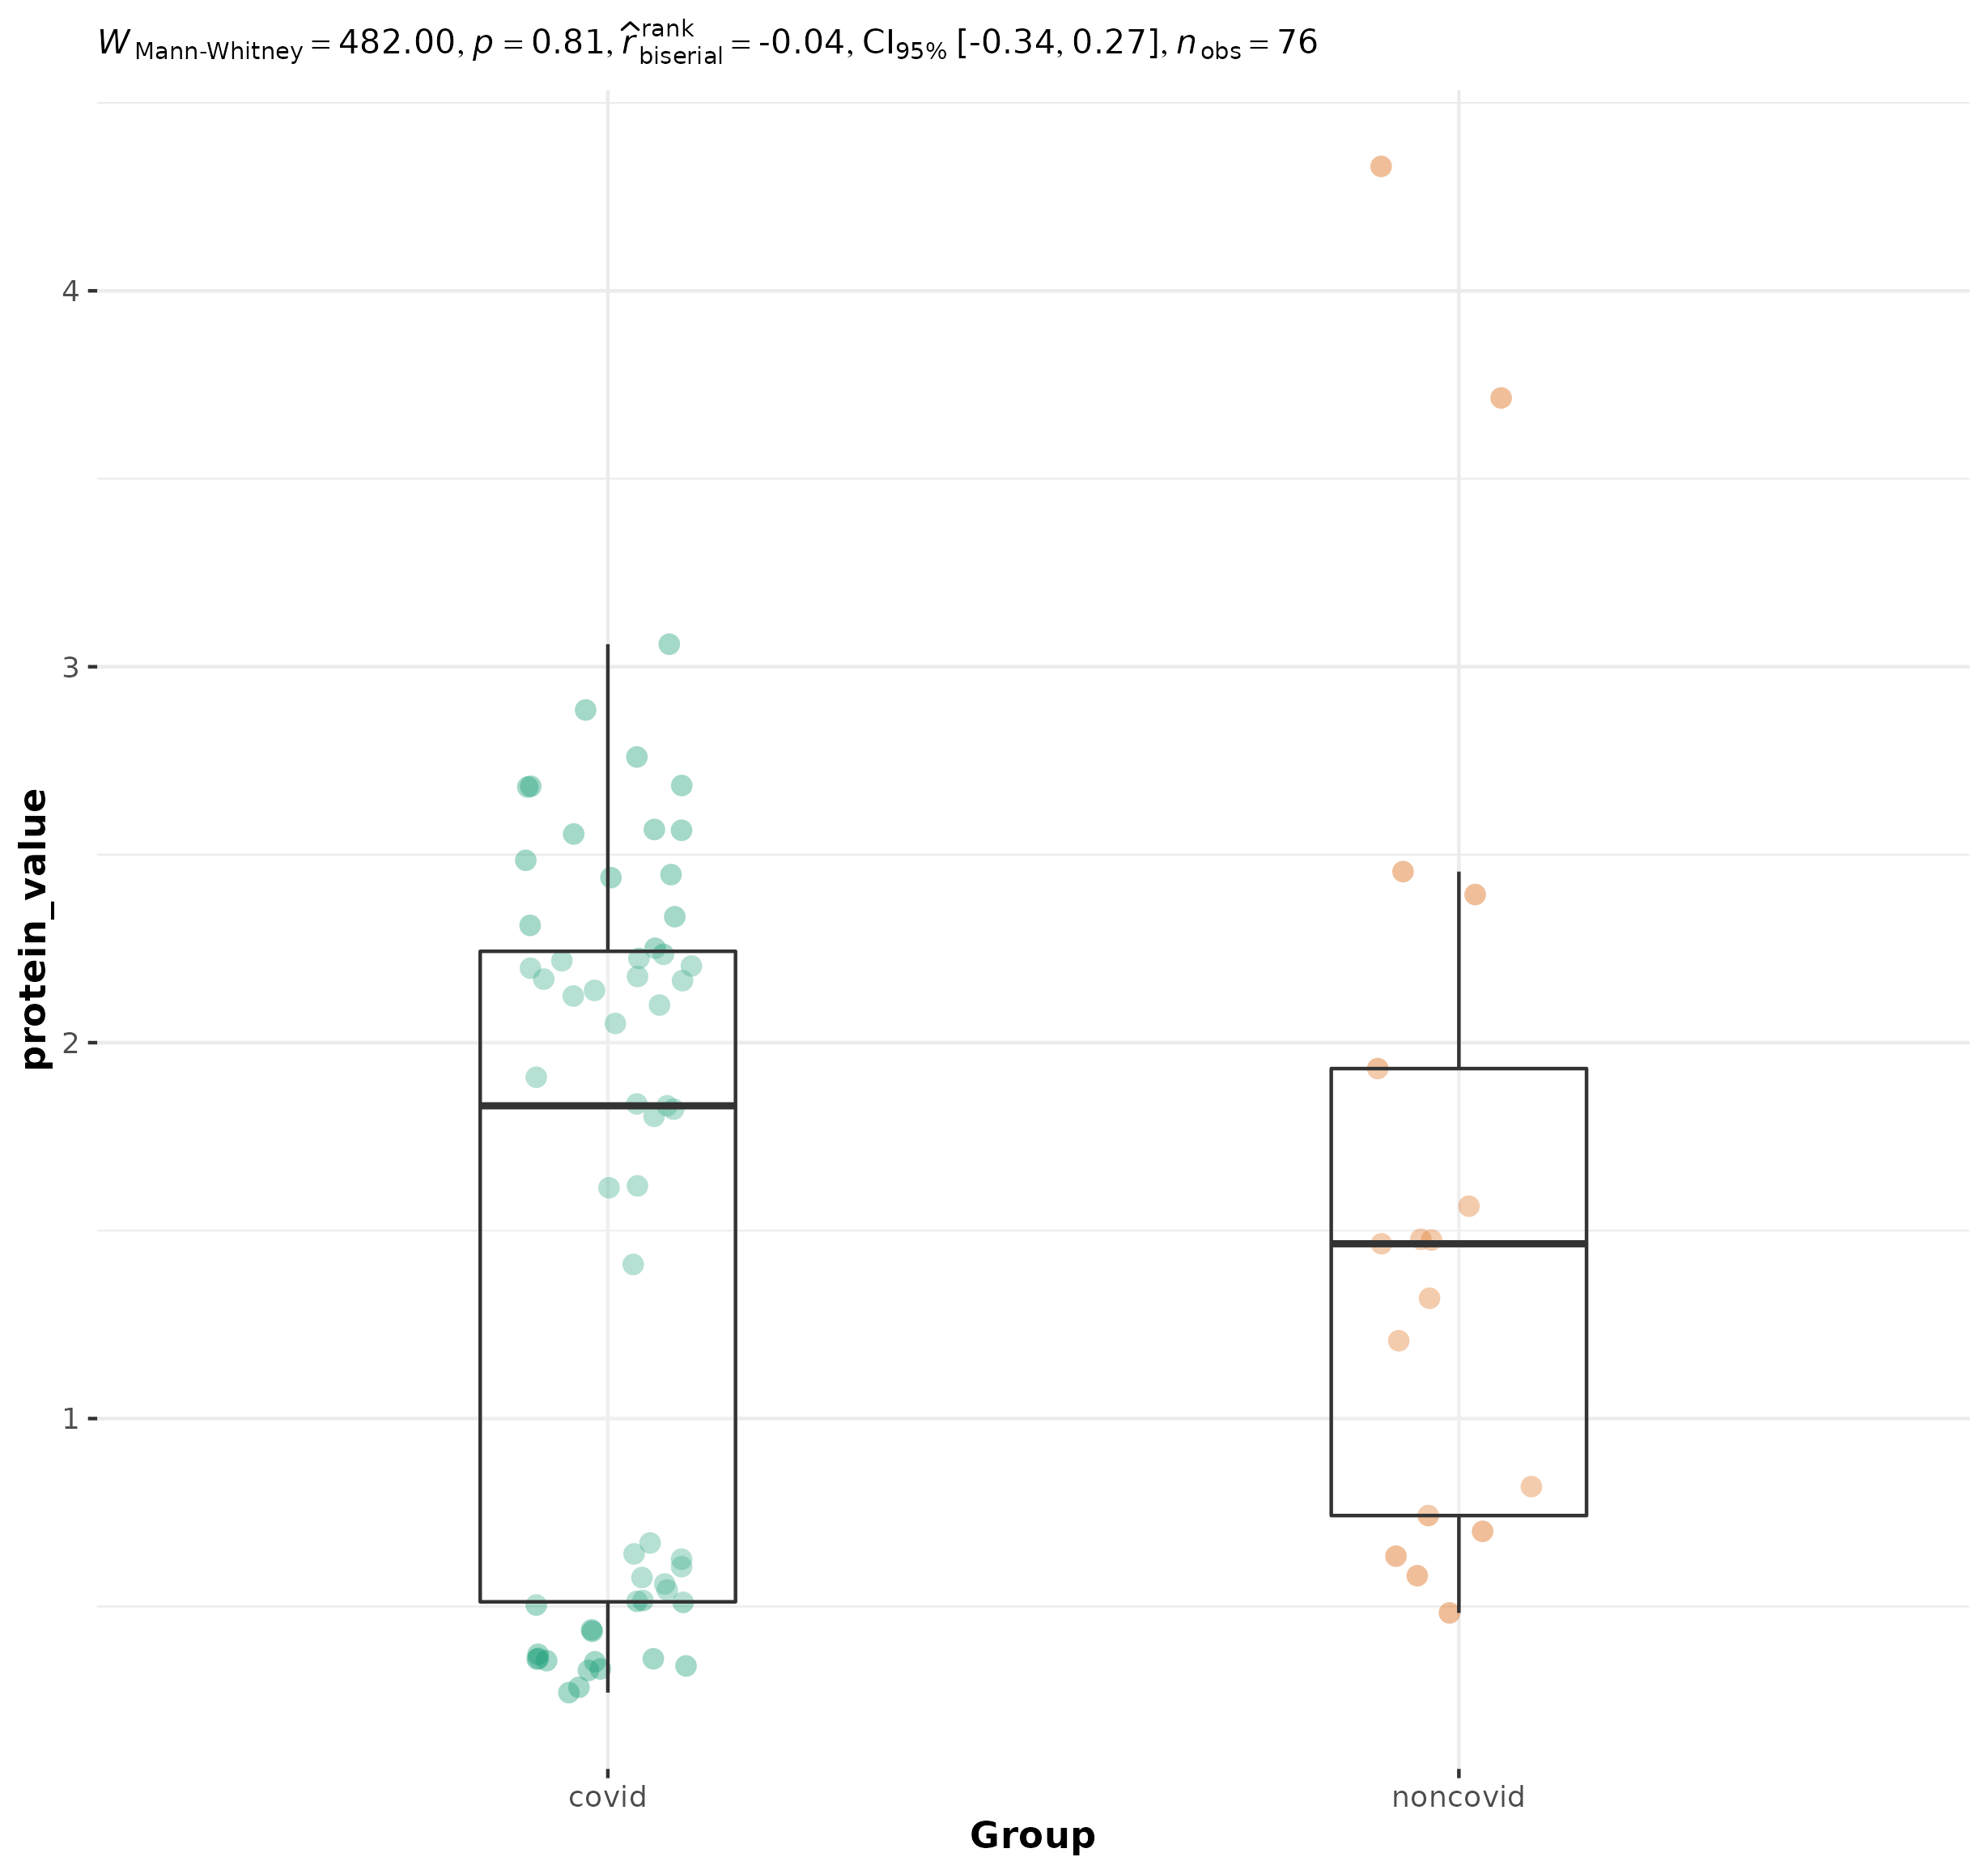 W Mann-Whitney = 482.00, p = 0.81, r̂ rank biserial = -0.04, CI95% [-0.34, 0.27], n obs = 76
protein_value
4
3
2
1
covid noncovid
Group